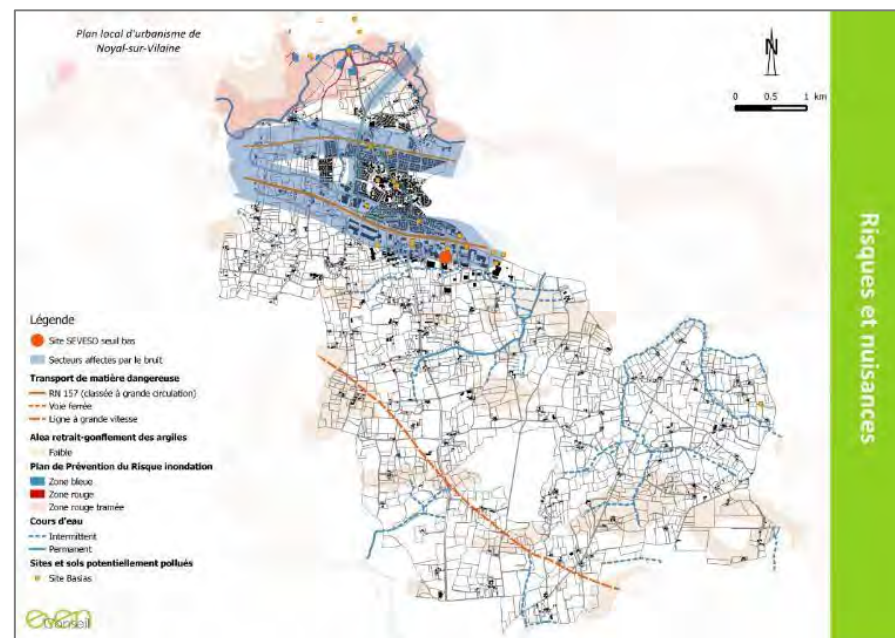 Plan local d'urbanisme de
Noyal-sur-Vilaine
N
0 0,5 1 km
Risques et nuisances
Légende
Site SEVESO seuil bas
Secteurs affectés par le bruit
Transport de matière dangereuse
RN 157 (classée à grande circulation)
Voie ferrée
Ligne à grande vitesse
Alea retrait-gonflement des argiles
Faible
Plan de Prévention du Risque inondation
Zone bleue
Zone rouge
Zone rouge tramée
Cours d'eau
Intermittent
Permanent
Sites et sols potentiellement pollués
Site Basias
even
Conseil